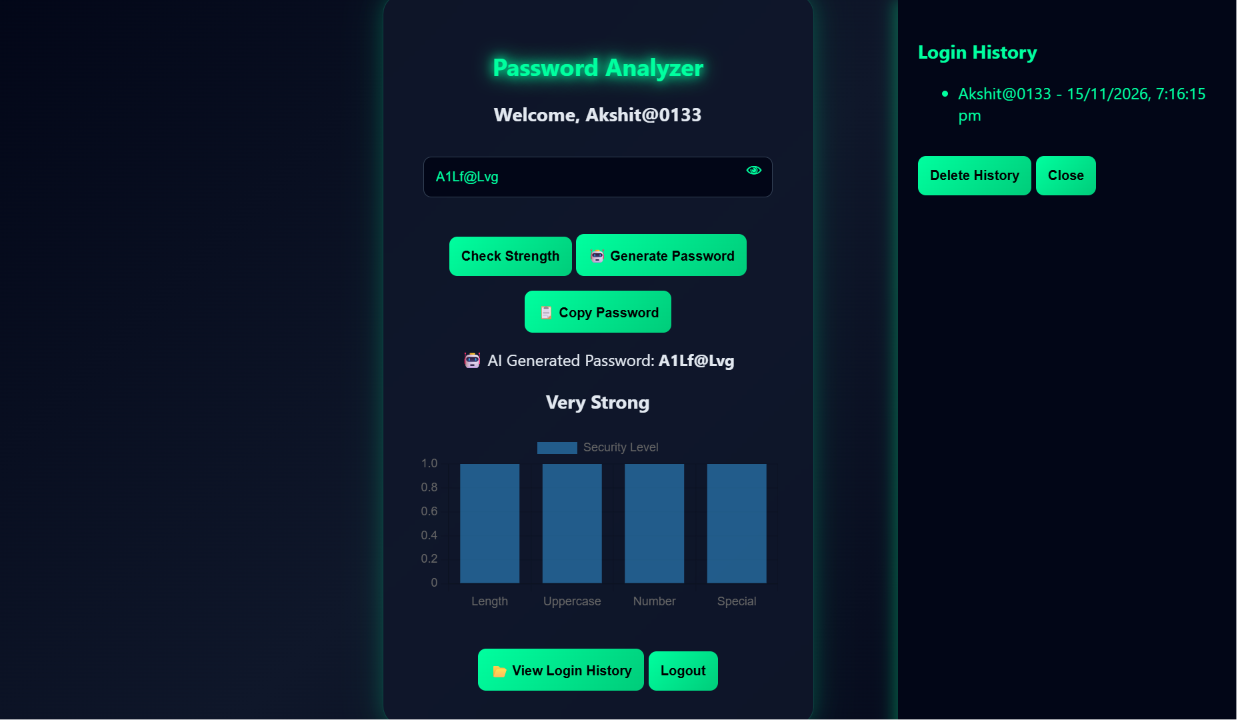 Password Analyzer
Welcome, Akshit@0133
A1Lf@Lvg
Check Strength
Generate Password
Copy Password
AI Generated Password: A1Lf@Lvg
Very Strong
Security Level
1.0
0.8
0.6
0.4
0.2
0
Length Uppercase Number Special
View Login History
Logout
Login History
Akshit@0133 - 15/11/2026, 7:16:15
pm
Delete History
Close